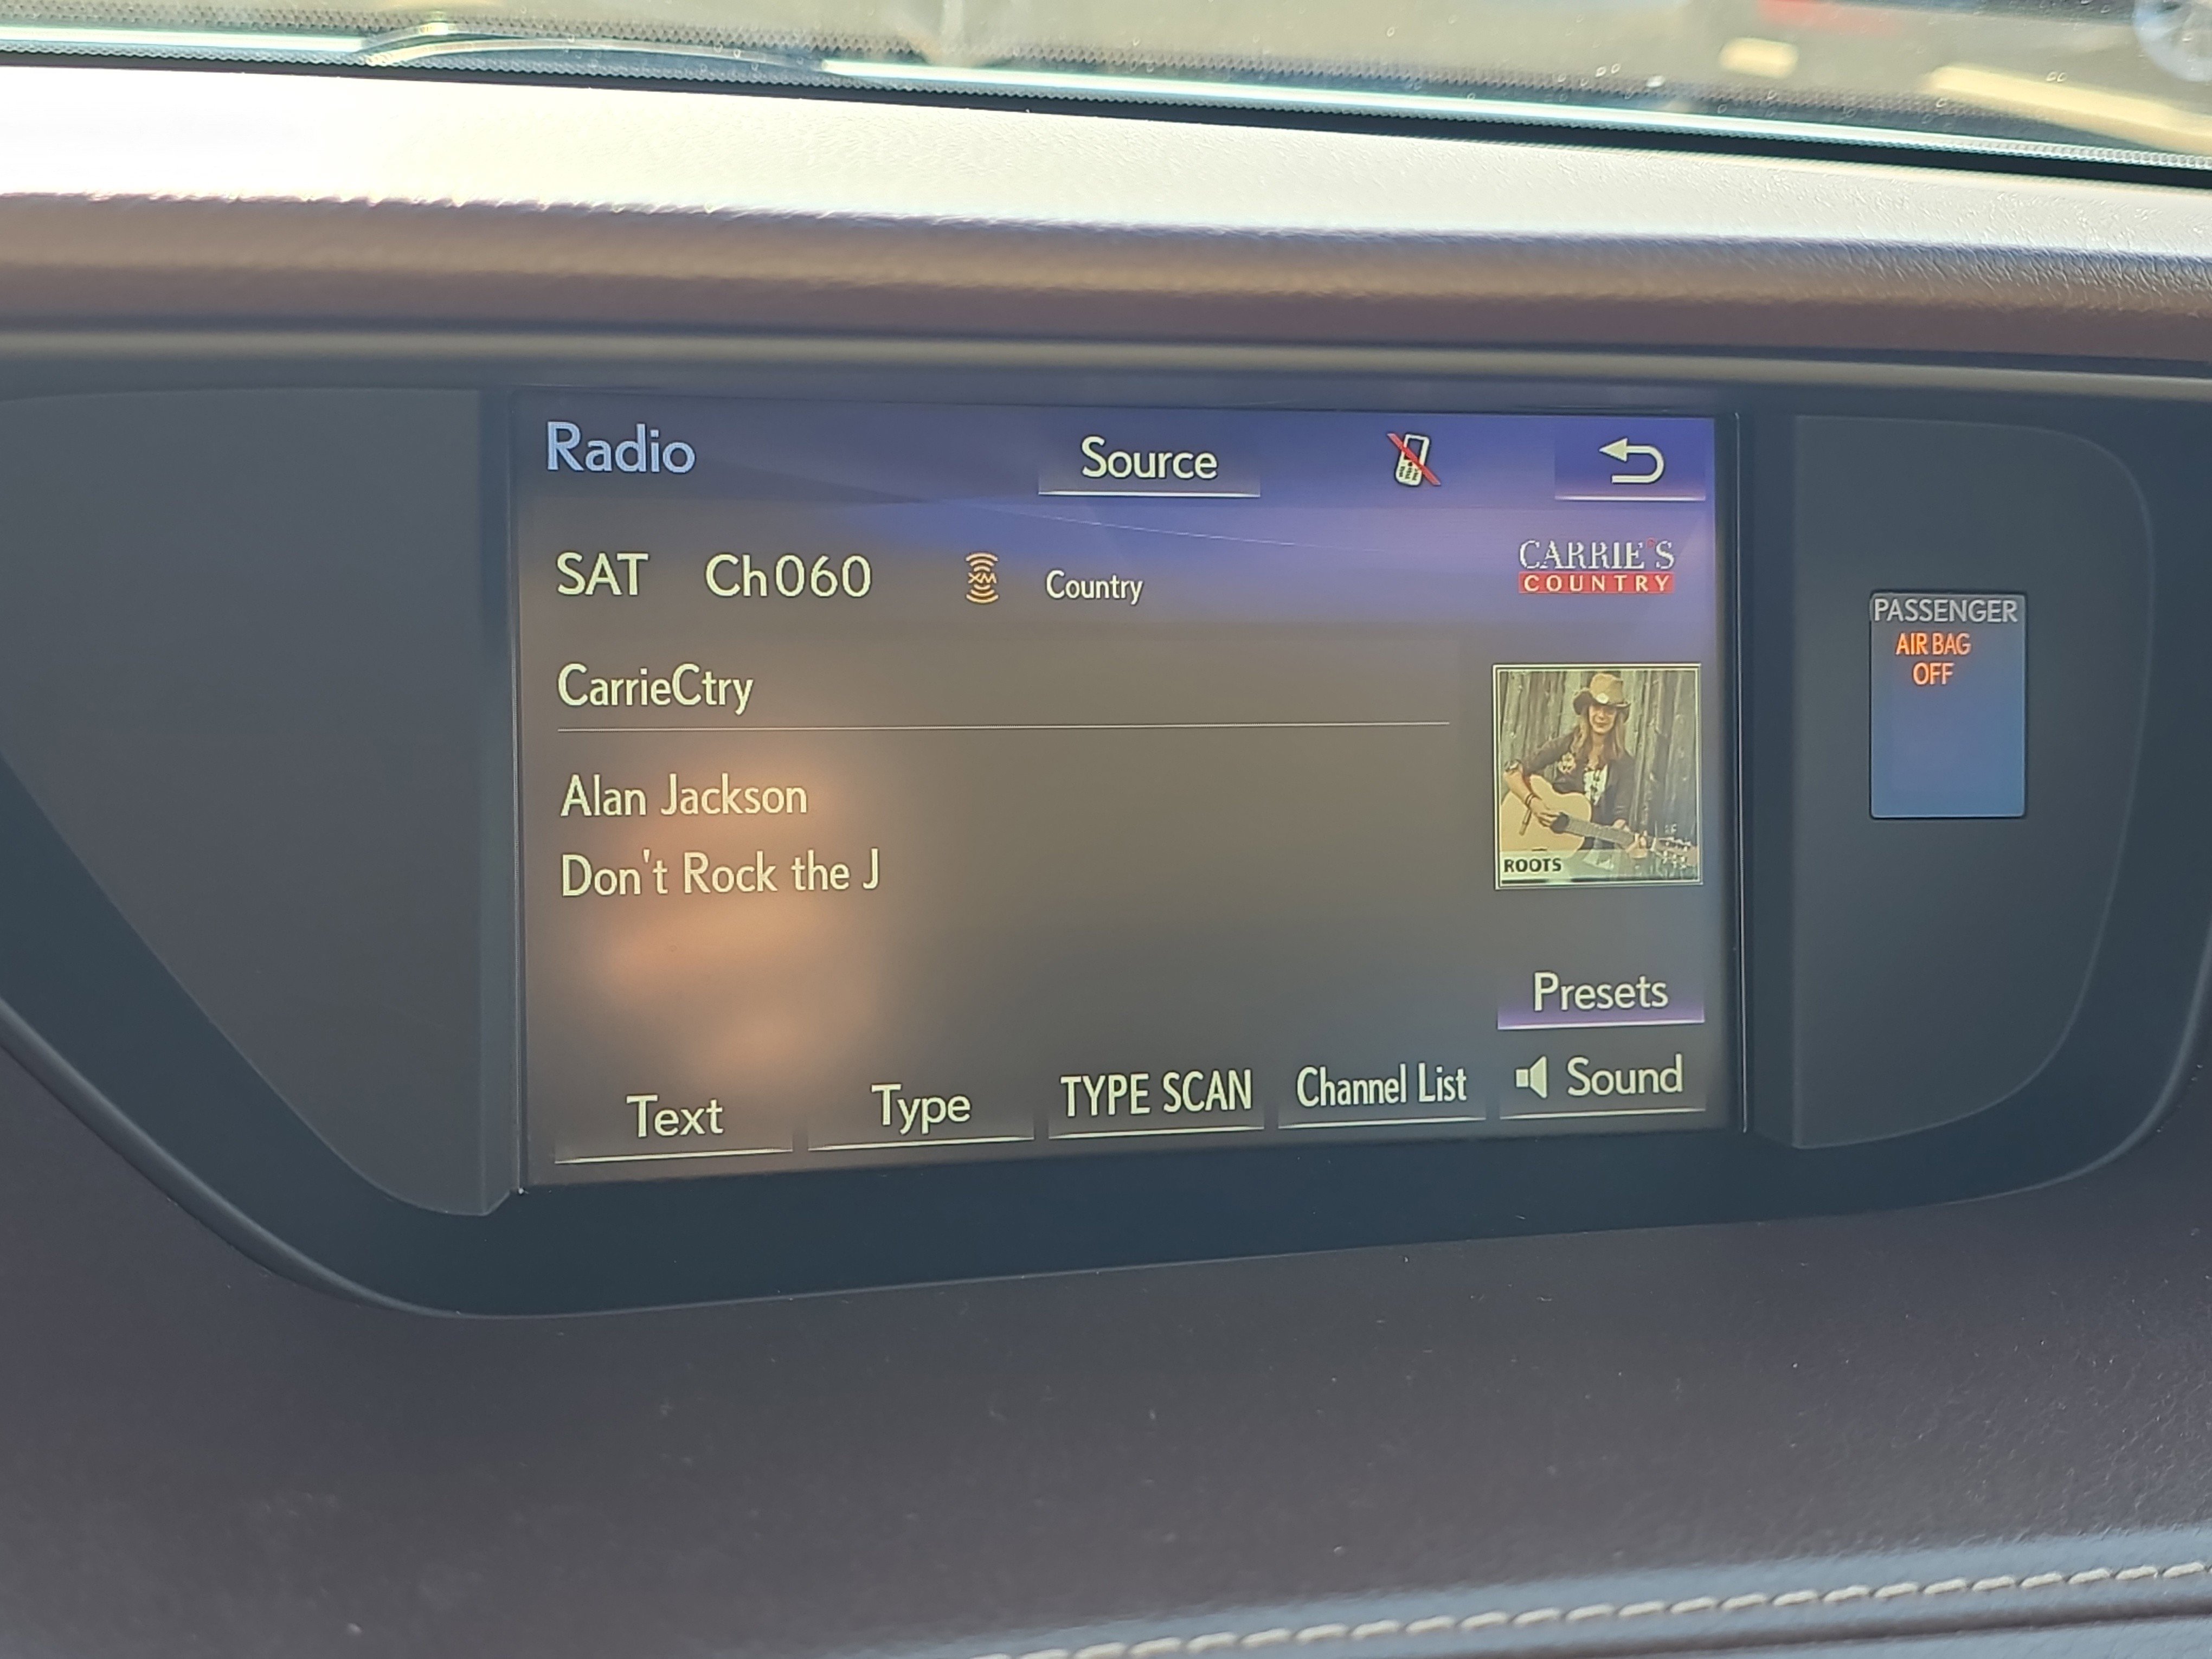 Radio
Source
SAT Ch060 XM Country
CARRIE'S
COUNTRY
CarrieCtry
Alan Jackson
Don't Rock the J
ROOTS
Presets
Text Type TYPE SCAN Channel List Sound
PASSENGER
AIR BAG
OFF